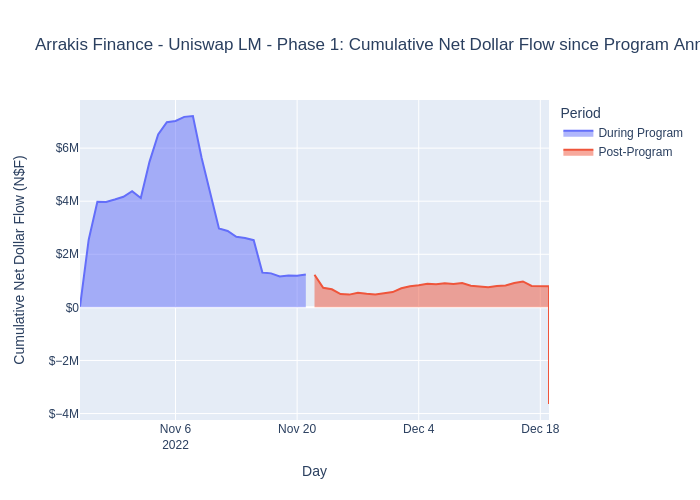 Arrakis Finance - Uniswap LM - Phase 1: Cumulative Net Dollar Flow since Program Ann
Period
During Program
Post-Program
Cumulative Net Dollar Flow (N$F)
$6M
$4M
$2M
$0
$−2M
$−4M
Nov 6
2022
Nov 20
Dec 4
Dec 18
Day